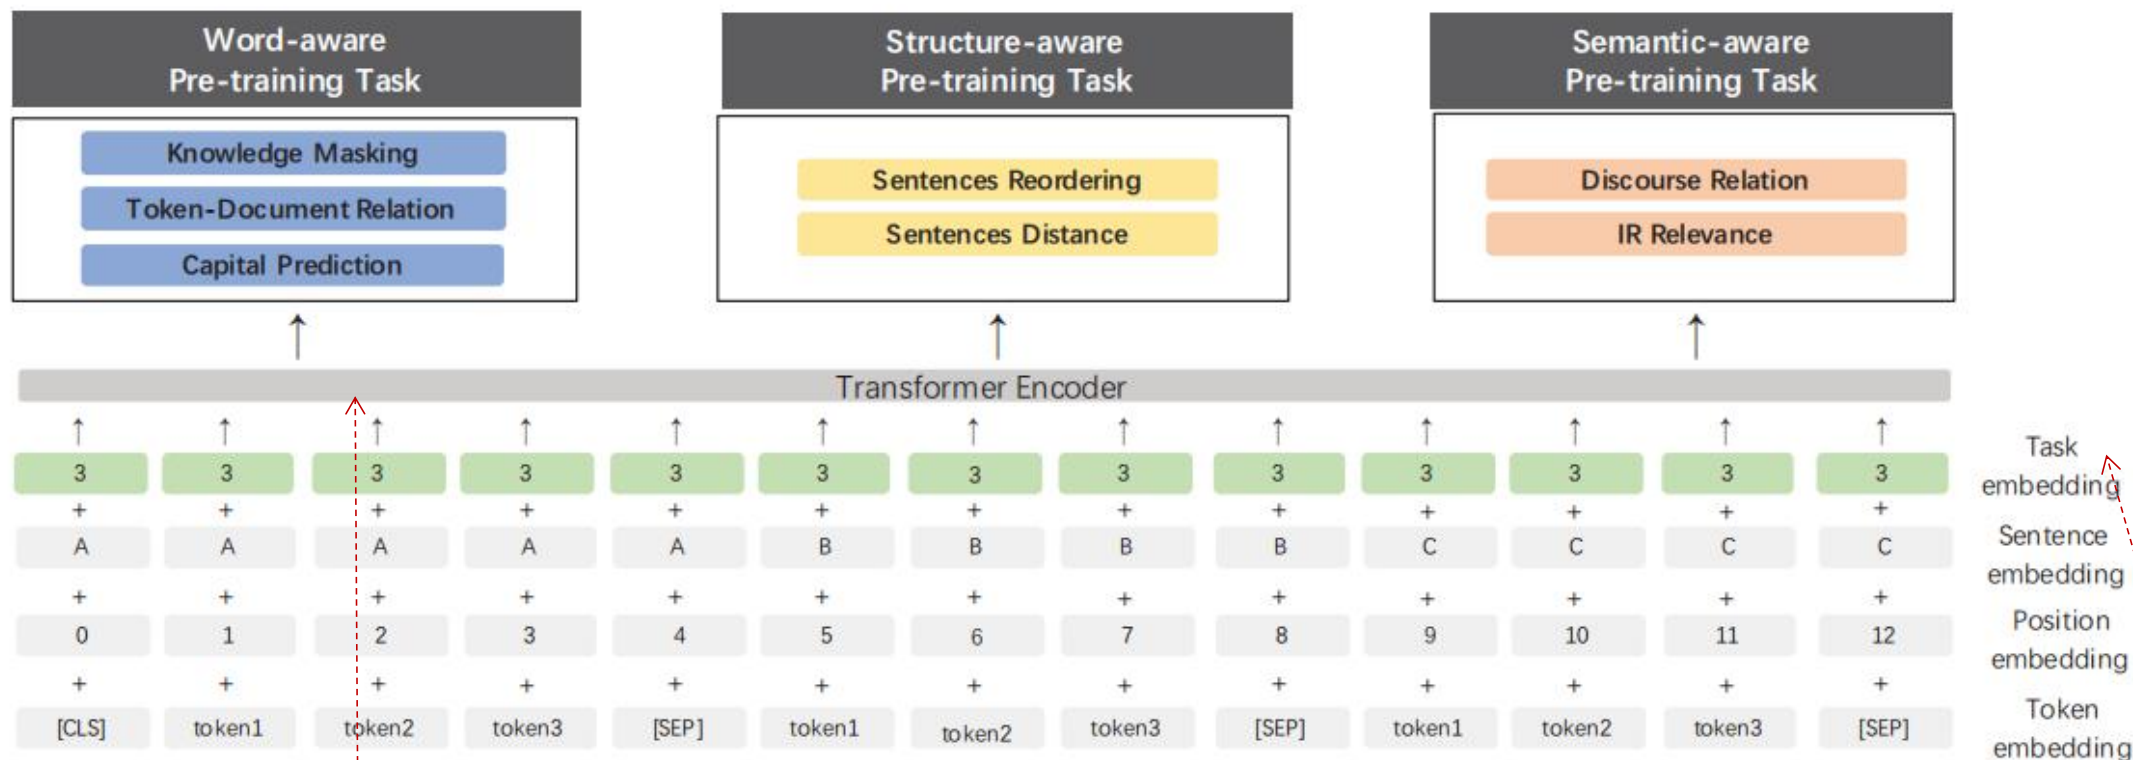 Word-aware
Pre-training Task
Structure-aware
Pre-training Task
Semantic-aware
Pre-training Task
Knowledge Masking
Token-Document Relation
Capital Prediction
Sentences Reordering
Sentences Distance
Discourse Relation
IR Relevance
Transformer Encoder
3 3 3 3 3 3 3 3 3 3 3 3 3
Task
embedding
+ + + + + + + + + + + + +
A A A A A B B B B C C C C
Sentence
embedding
+ + + + + + + + + + + + +
0 1 2 3 4 5 6 7 8 9 10 11 12
Position
embedding
+ + + + + + + + + + + + +
[CLS] token1 token2 token3 [SEP] token1 token2 token3 [SEP] token1 token2 token3 [SEP]
Token
embedding